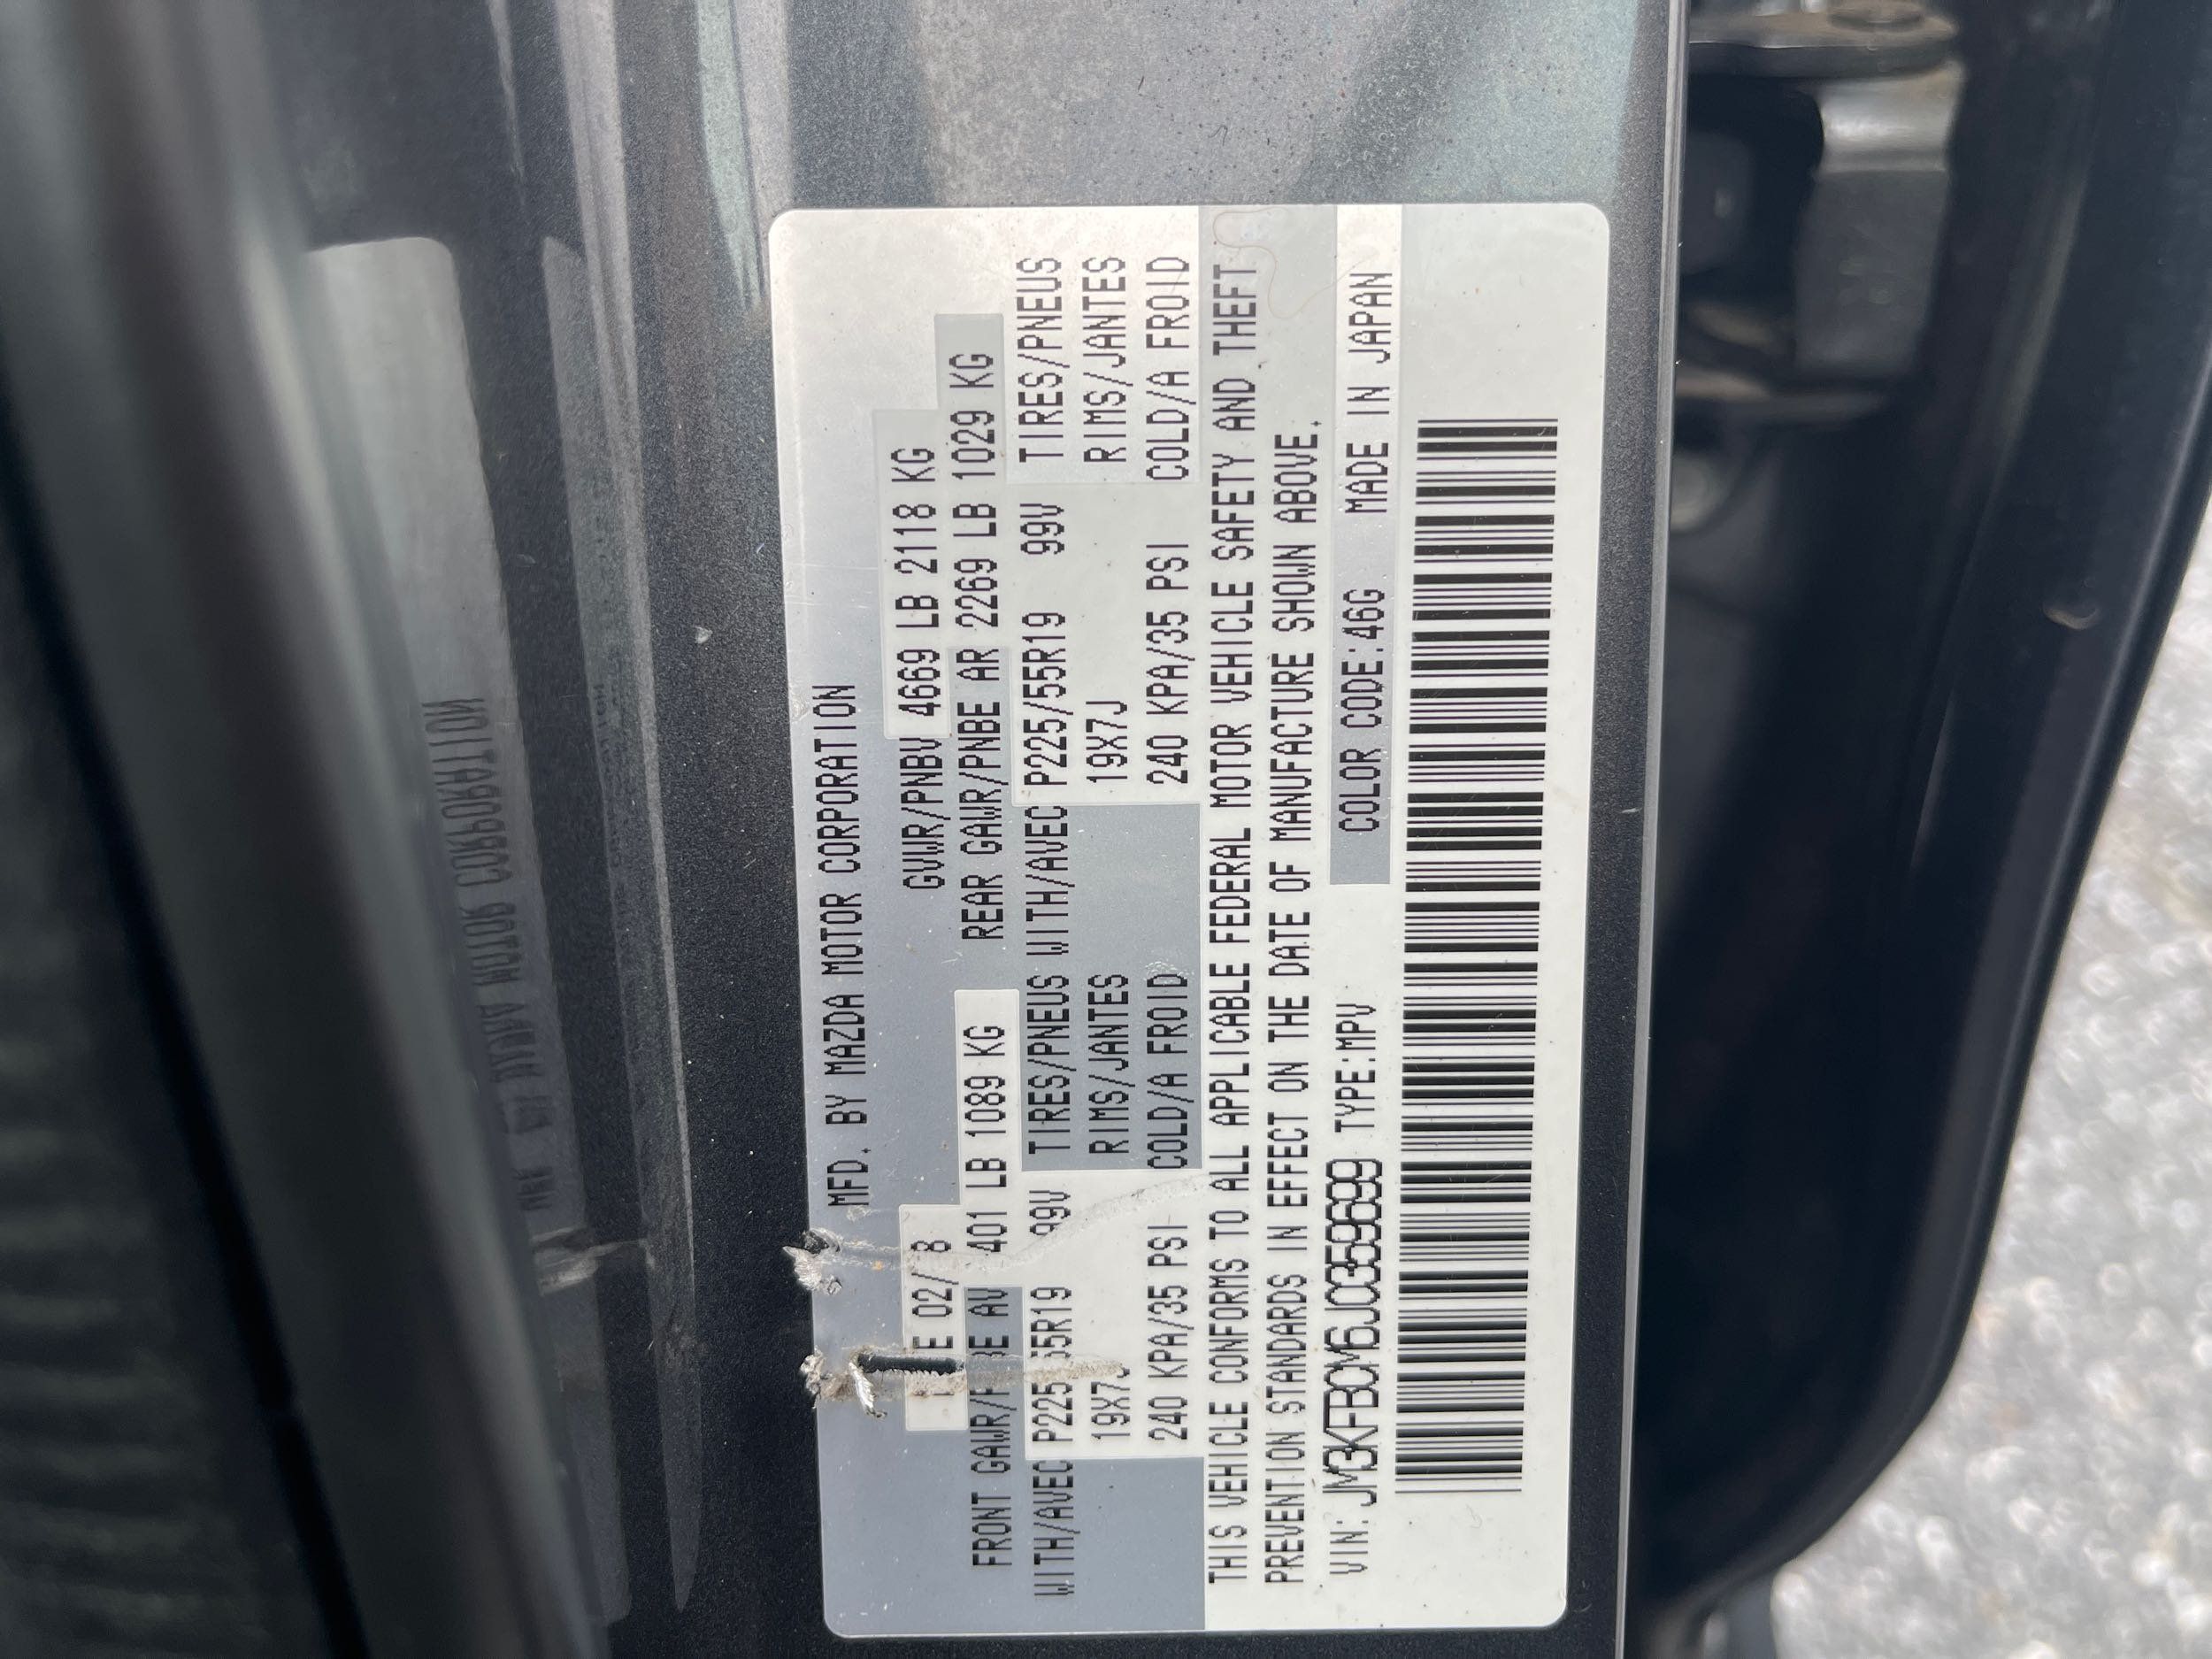 MFD. BY MAZDA MOTOR CORPORATION
02/ 8 GVWR/PNBV 4669 LB 2118 KG
FRONT GAWR/ AV 401 LB 1089 KG REAR GAWR/PNBE AR 2269 LB 1029 KG
WITH/AVEC P225/55R19 99V TIRES/PNEUS WITH/AVEC P225/55R19 99V TIRES/PNEUS
19X7J RIMS/JANTES 19X7J RIMS/JANTES
240 KPA/35 PSI COLD/A FROID 240 KPA/35 PSI COLD/A FROID
THIS VEHICLE CONFORMS TO ALL APPLICABLE FEDERAL MOTOR VEHICLE SAFETY AND THEFT
PREVENTION STANDARDS IN EFFECT ON THE DATE OF MANUFACTURE SHOWN ABOVE.
VIN: JM3KFBCM6J0359699 TYPE:MPV COLOR CODE:46G MADE IN JAPAN